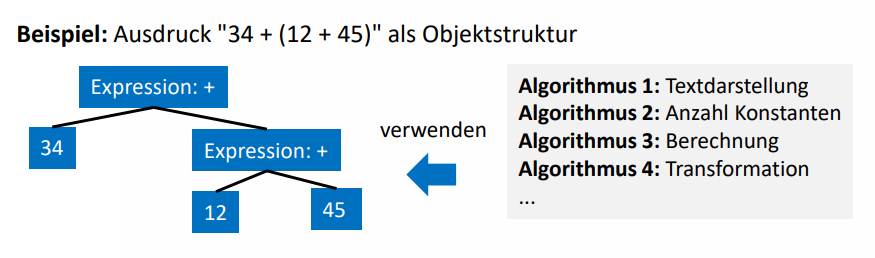 Beispiel: Ausdruck "34 + (12 + 45)" als Objektstruktur
Expression: +
34
Expression: +
12
45
verwenden
Algorithmus 1: Textdarstellung
Algorithmus 2: Anzahl Konstanten
Algorithmus 3: Berechnung
Algorithmus 4: Transformation
...